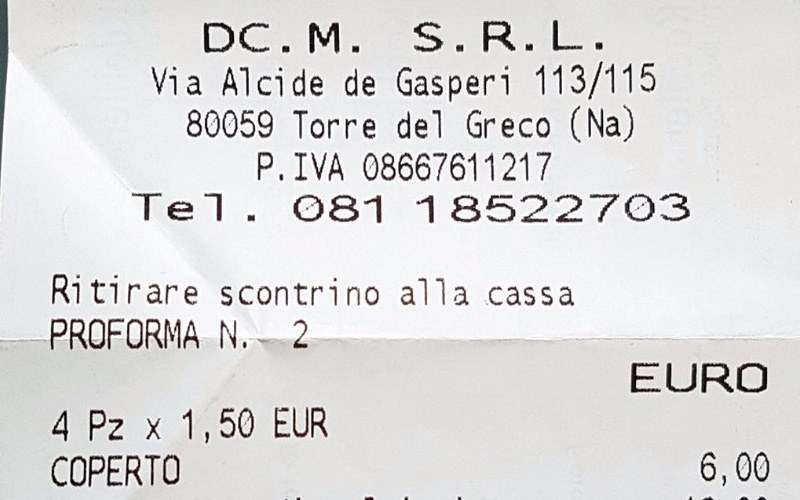 DC.M. S.R.L.
Via Alcide de Gasperi 113/115
80059 Torre del Greco (Na)
P.IVA 08667611217
Tel. 081 18522703
Ritirare scontrino alla cassa
PROFORMA N. 2
EURO
4 Pz x 1,50 EUR
COPERTO 6,00